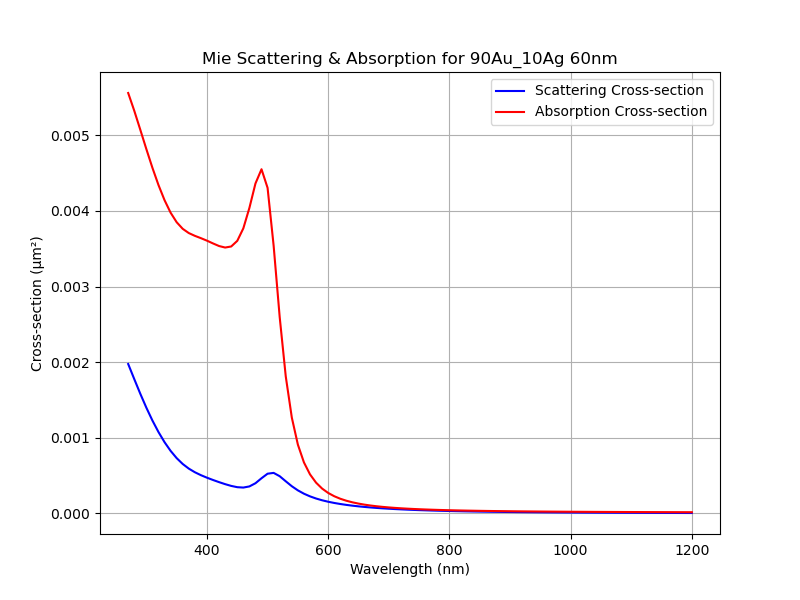 Mie Scattering & Absorption for 90Au_10Ag 60nm
Scattering Cross-section
Absorption Cross-section
Cross-section (μm²)
0.005
0.004
0.003
0.002
0.001
0.000
400 600 800 1000 1200
Wavelength (nm)